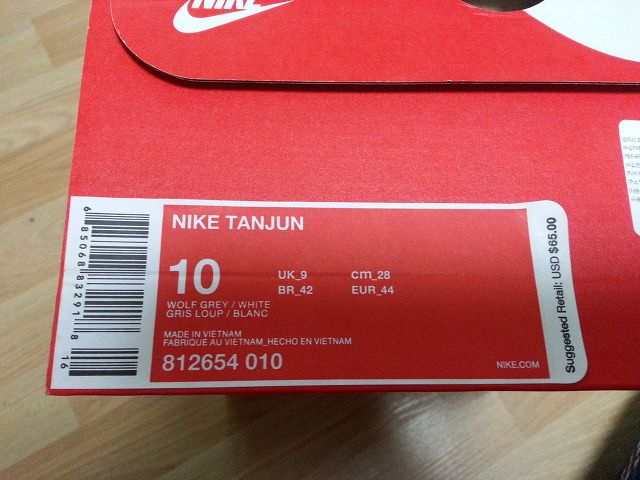 NIKE
NIKE TANJUN
10
UK_9 cm_28
BR_42 EUR_44
WOLF GREY / WHITE
GRIS LOUP / BLANC
MADE IN VIETNAM
FABRIQUE AU VIETNAM_HECHO EN VIETNAM
812654 010
NIKE.COM
Suggested Retail: USD $65.00
6 85068 83291 8 16